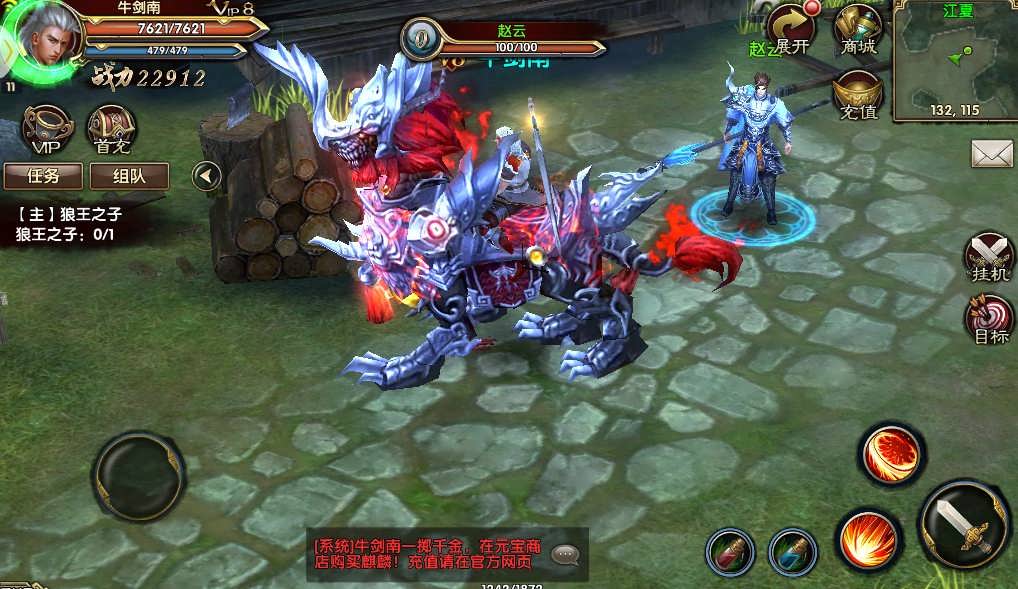 牛剑南
VIP 8
7621/7621
479/479
战力22912
11
赵云
0
100/100
赵云
展开
商城
江夏
充值
132, 115
VIP
首充
任务
组队
【主】狼王之子
狼王之子：0/1
挂机
目标
[系统]牛剑南一掷千金，在元宝商
店购买麒麟！充值请在官方网页
1242/1872